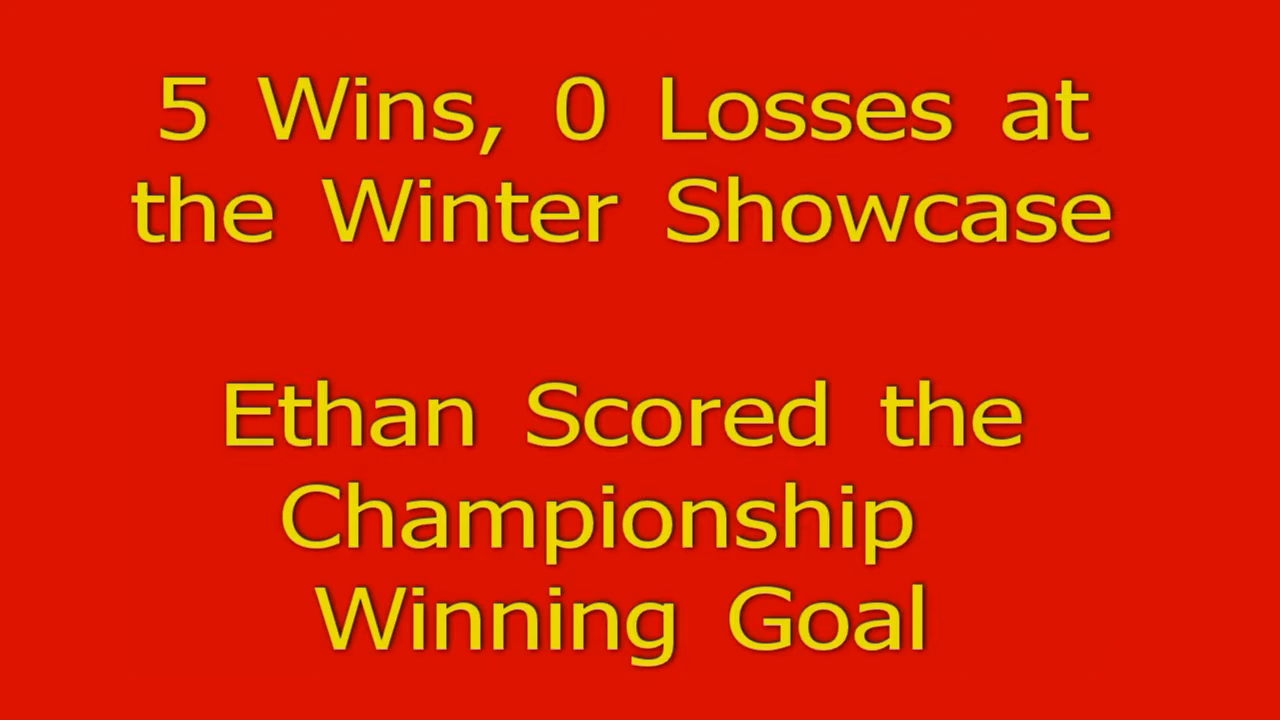 5 Wins, 0 Losses at
the Winter Showcase
Ethan Scored the
Championship
Winning Goal